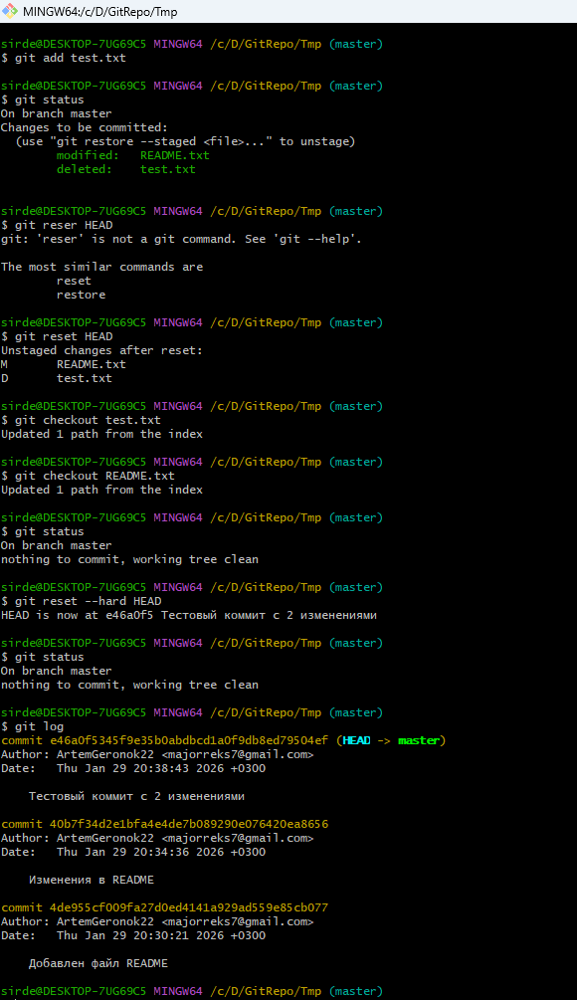 MINGW64:/c/D/GitRepo/Tmp
sirde@DESKTOP-7UG69C5 MINGW64 /c/D/GitRepo/Tmp (master)
$ git add test.txt
sirde@DESKTOP-7UG69C5 MINGW64 /c/D/GitRepo/Tmp (master)
$ git status
On branch master
Changes to be committed:
  (use "git restore --staged <file>..." to unstage)
        modified:   README.txt
        deleted:    test.txt
sirde@DESKTOP-7UG69C5 MINGW64 /c/D/GitRepo/Tmp (master)
$ git reser HEAD
git: 'reser' is not a git command. See 'git --help'.
The most similar commands are
        reset
        restore
sirde@DESKTOP-7UG69C5 MINGW64 /c/D/GitRepo/Tmp (master)
$ git reset HEAD
Unstaged changes after reset:
M       README.txt
D       test.txt
sirde@DESKTOP-7UG69C5 MINGW64 /c/D/GitRepo/Tmp (master)
$ git checkout test.txt
Updated 1 path from the index
sirde@DESKTOP-7UG69C5 MINGW64 /c/D/GitRepo/Tmp (master)
$ git checkout README.txt
Updated 1 path from the index
sirde@DESKTOP-7UG69C5 MINGW64 /c/D/GitRepo/Tmp (master)
$ git status
On branch master
nothing to commit, working tree clean
sirde@DESKTOP-7UG69C5 MINGW64 /c/D/GitRepo/Tmp (master)
$ git reset --hard HEAD
HEAD is now at e46a0f5 Тестовый коммит с 2 изменениями
sirde@DESKTOP-7UG69C5 MINGW64 /c/D/GitRepo/Tmp (master)
$ git status
On branch master
nothing to commit, working tree clean
sirde@DESKTOP-7UG69C5 MINGW64 /c/D/GitRepo/Tmp (master)
$ git log
commit e46a0f5345f9e35b0abdbcd1a0f9db8ed79504ef (HEAD -> master)
Author: ArtemGeronok22 <majorreks7@gmail.com>
Date:   Thu Jan 29 20:38:43 2026 +0300
    Тестовый коммит с 2 изменениями
commit 40b7f34d2e1bfa4e4de7b089290e076420ea8656
Author: ArtemGeronok22 <majorreks7@gmail.com>
Date:   Thu Jan 29 20:34:36 2026 +0300
    Изменения в README
commit 4de955cf009fa27d0ed4141a929ad559e85cb077
Author: ArtemGeronok22 <majorreks7@gmail.com>
Date:   Thu Jan 29 20:30:21 2026 +0300
    Добавлен файл README
sirde@DESKTOP-7UG69C5 MINGW64 /c/D/GitRepo/Tmp (master)